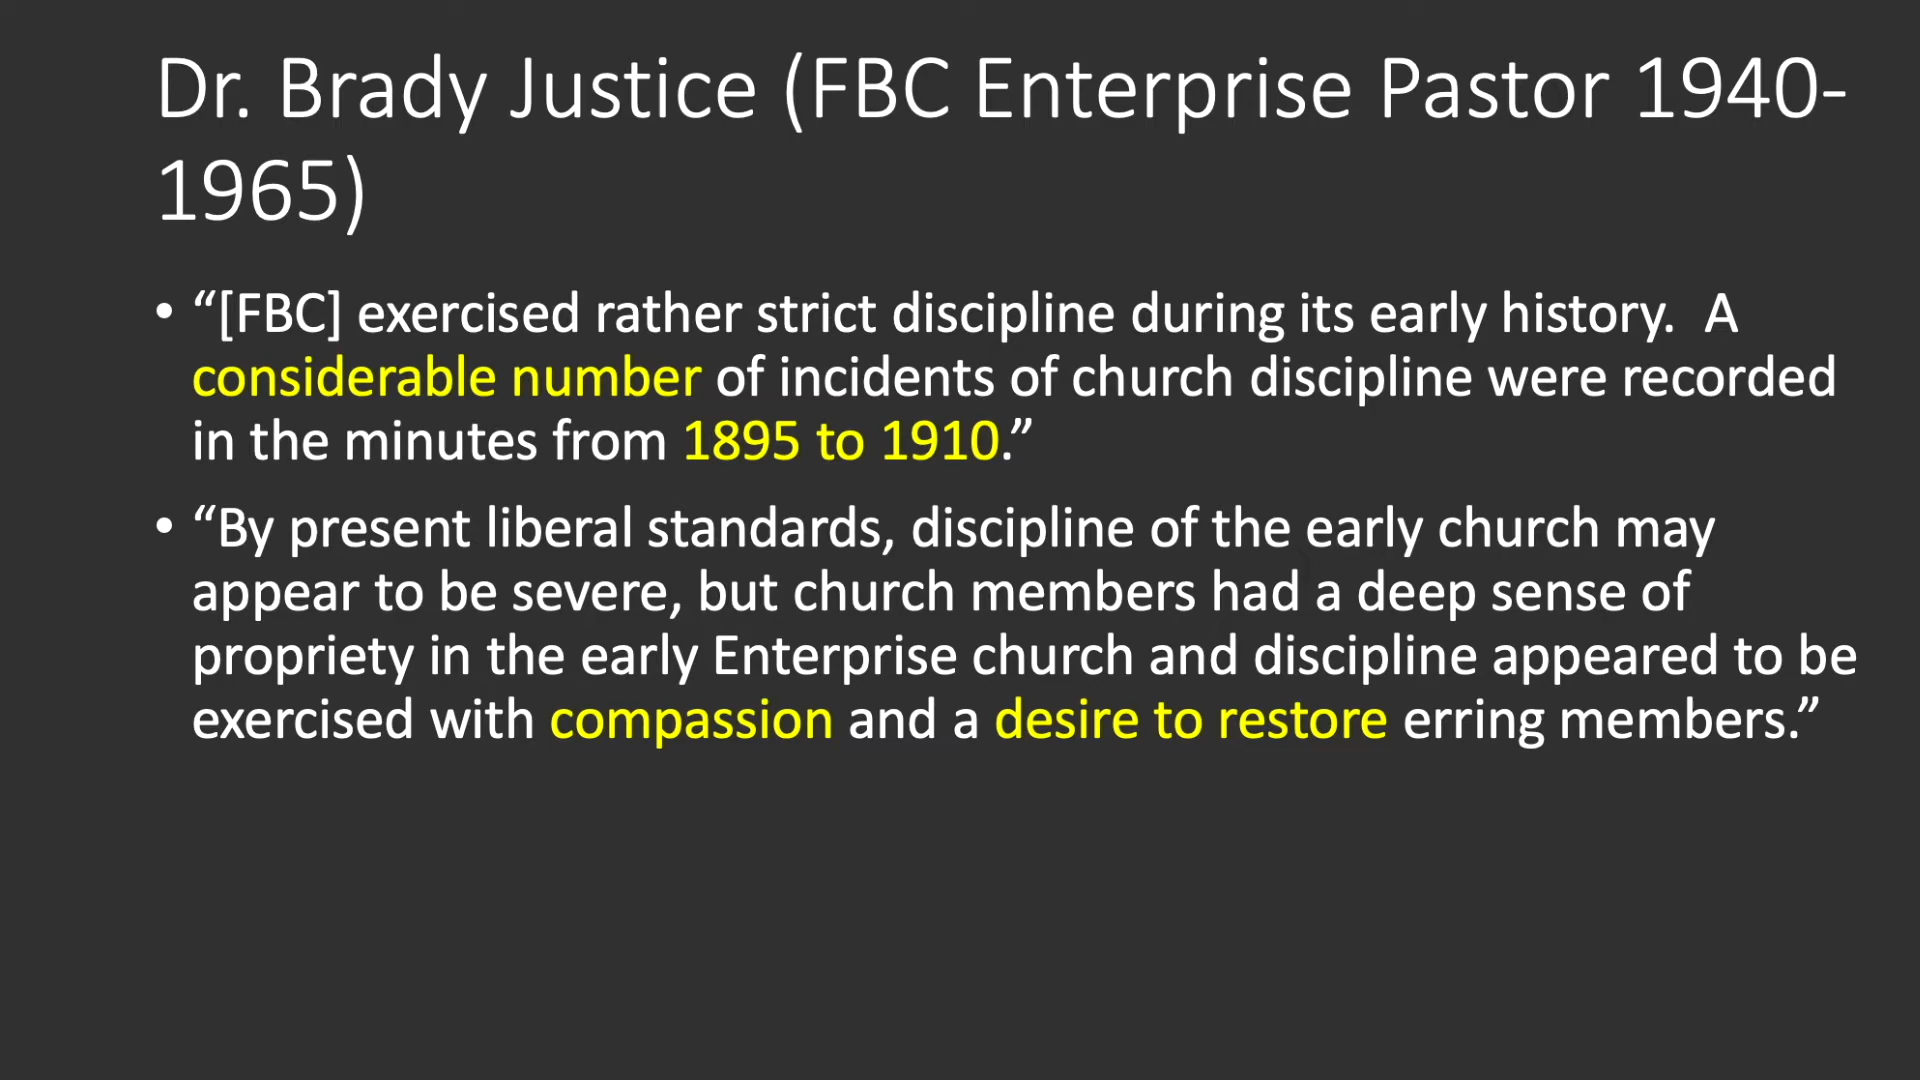 Dr. Brady Justice (FBC Enterprise Pastor 1940-
1965)
• “[FBC] exercised rather strict discipline during its early history.  A
considerable number of incidents of church discipline were recorded
in the minutes from 1895 to 1910.”
• “By present liberal standards, discipline of the early church may
appear to be severe, but church members had a deep sense of
propriety in the early Enterprise church and discipline appeared to be
exercised with compassion and a desire to restore erring members.”